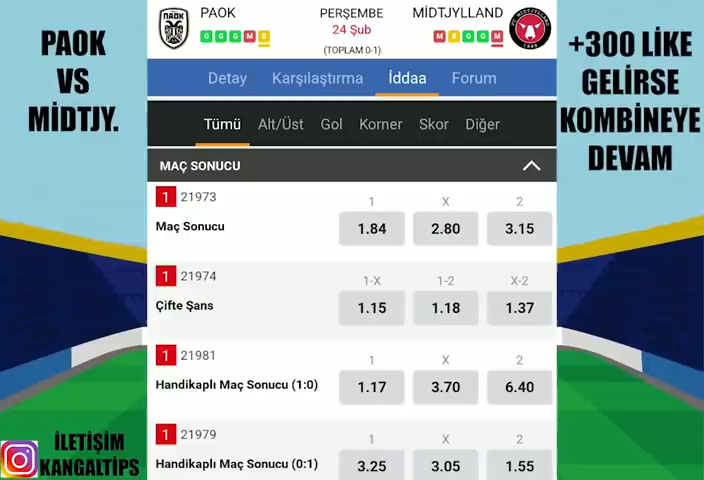 PAOK
VS
MİDTJY.
PAOK
G G G M B
PERŞEMBE
24 Şub
(TOPLAM 0-1)
MİDTJYLLAND
M B G G M
+300 LİKE
GELİRSE
KOMBİNEYE
DEVAM
Detay Karşılaştırma İddaa Forum
Tümü Alt/Üst Gol Korner Skor Diğer
MAÇ SONUCU
1 21973
1 X 2
Maç Sonucu 1.84 2.80 3.15
1 21974
1-X 1-2 X-2
Çifte Şans 1.15 1.18 1.37
1 21981
1 X 2
Handikaplı Maç Sonucu (1:0) 1.17 3.70 6.40
1 21979
1 X 2
Handikaplı Maç Sonucu (0:1) 3.25 3.05 1.55
İLETİŞİM
KANGALTİPS